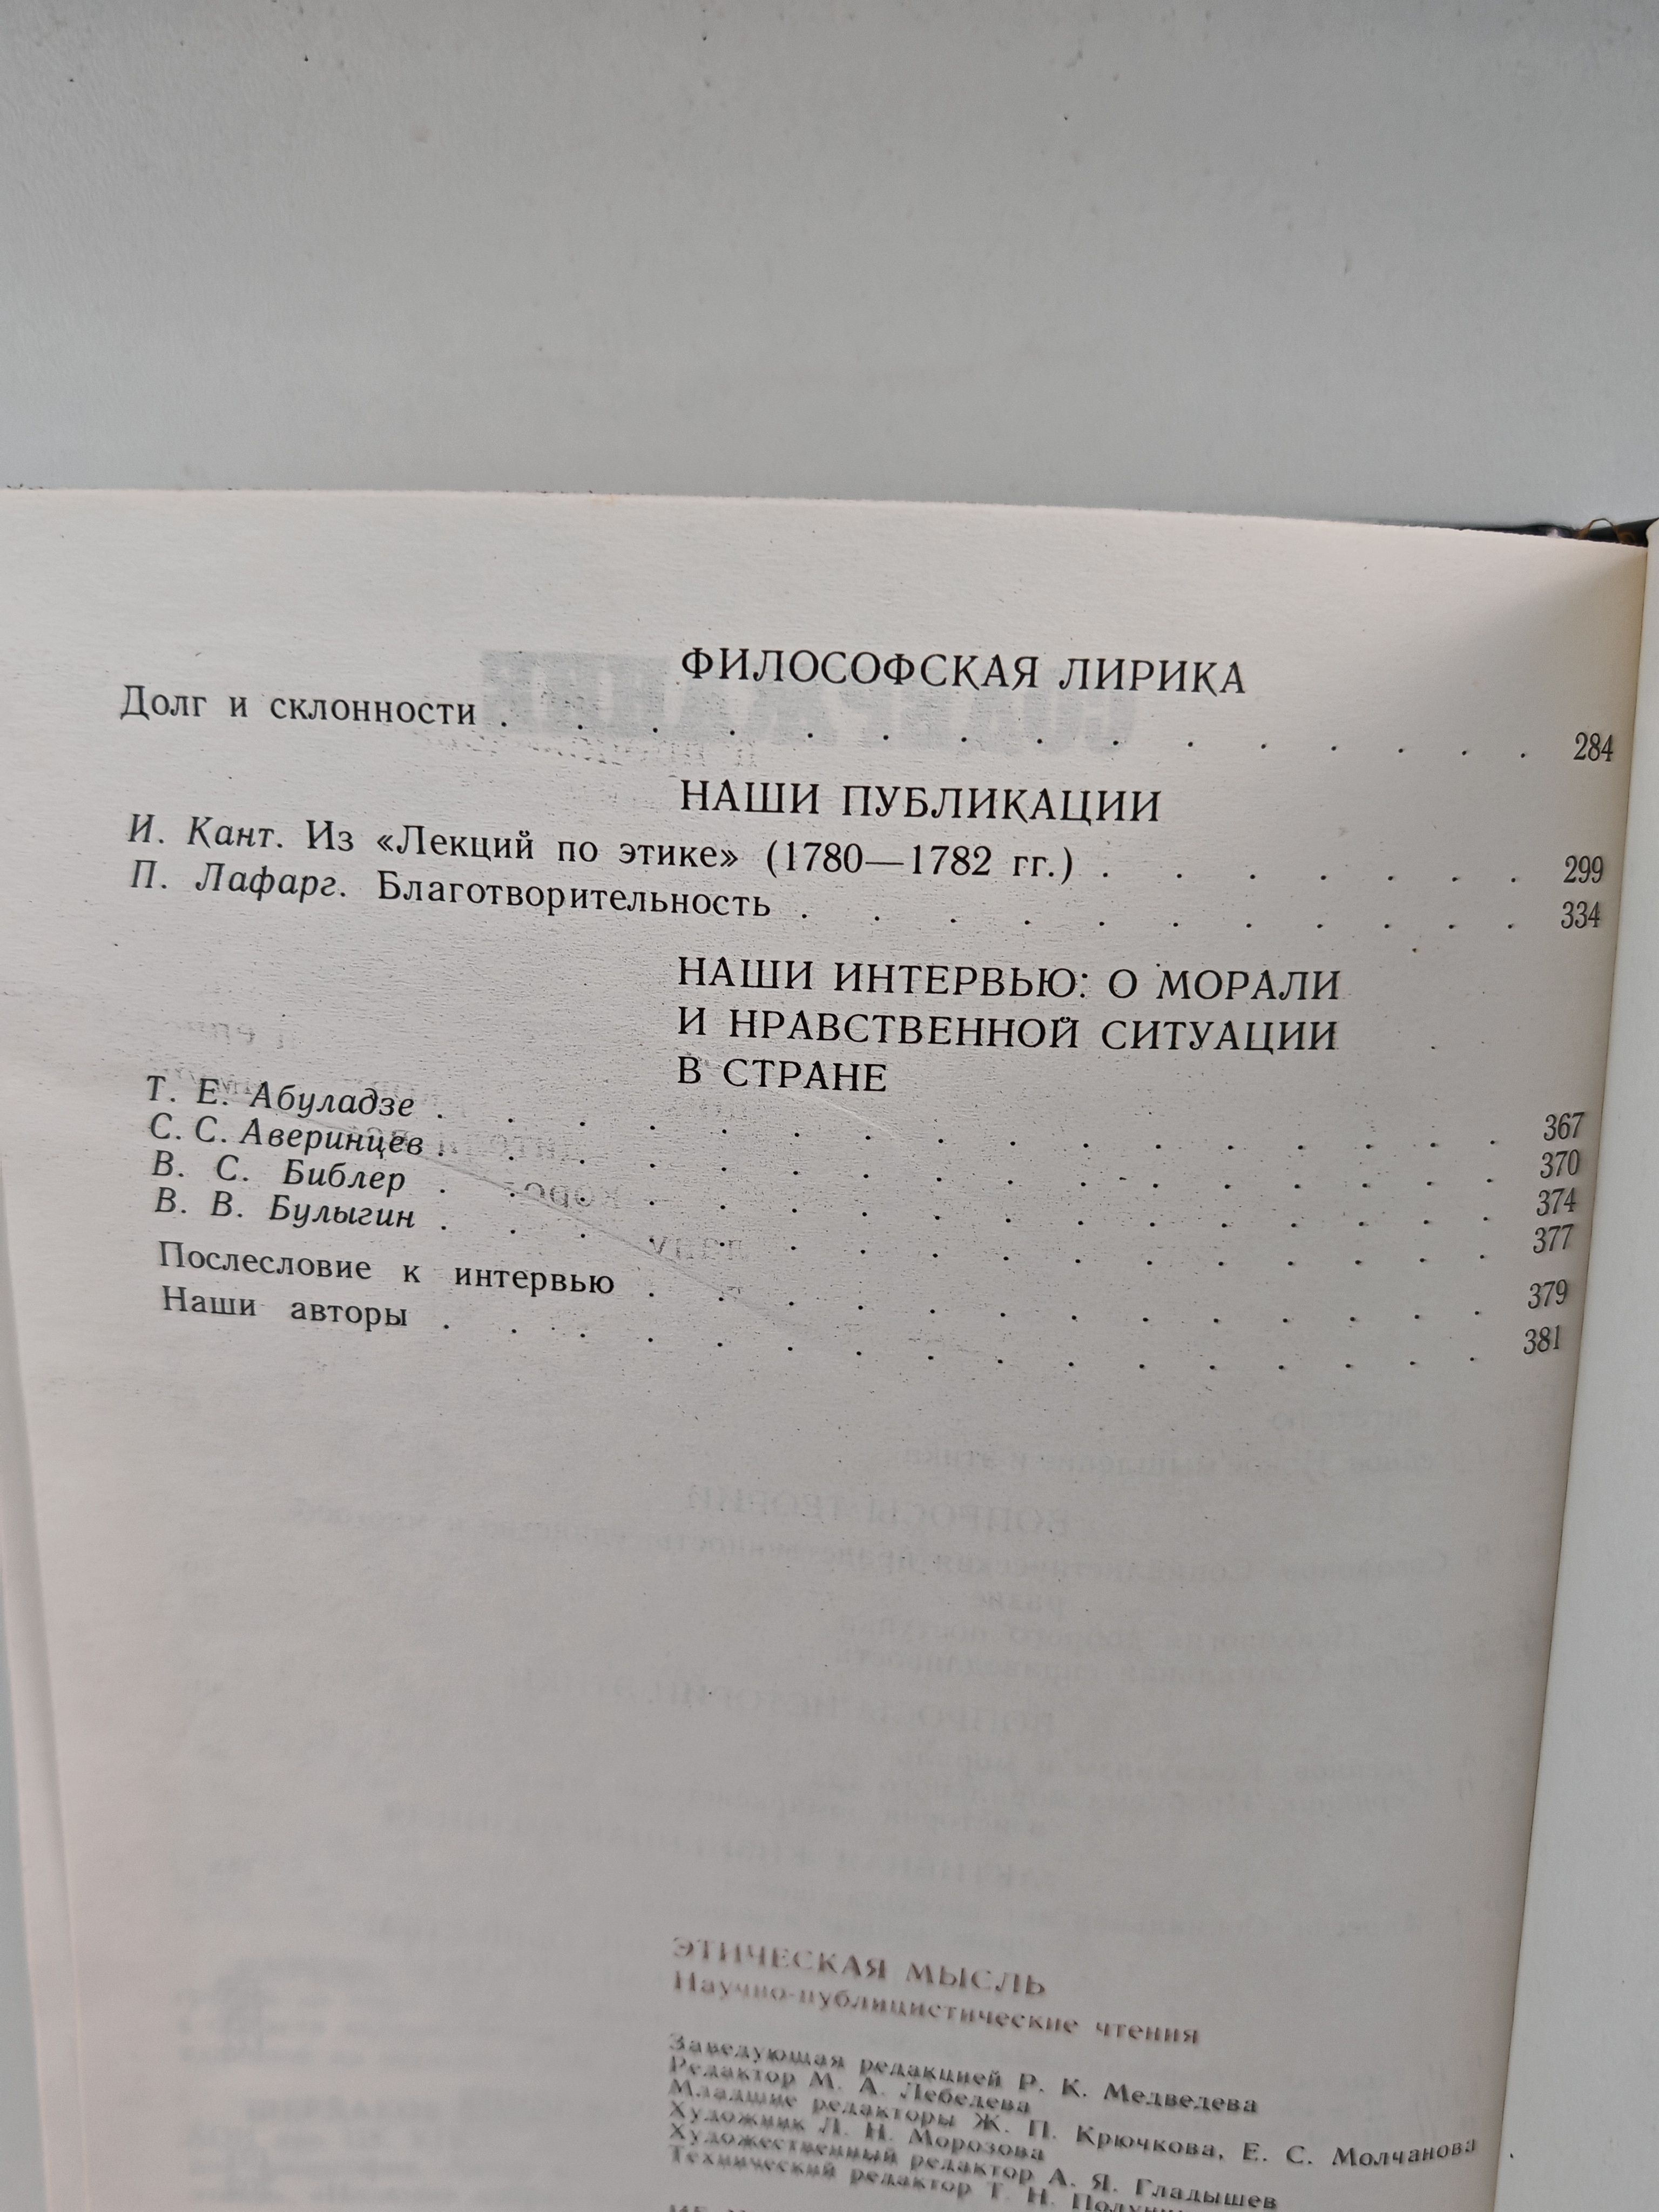 ФИЛОСОФСКАЯ ЛИРИКА
Долг и склонности . . . . . . . . . . . . . . 284
НАШИ ПУБЛИКАЦИИ
И. Кант. Из «Лекций по этике» (1780—1782 гг.) . . . . . . . 299
П. Лафарг. Благотворительность . . . . . . . . . . . 334
НАШИ ИНТЕРВЬЮ: О МОРАЛИ
И НРАВСТВЕННОЙ СИТУАЦИИ
В СТРАНЕ
Т. Е. Абуладзе . . . . . . . . . . . . . . . . 367
С. С. Аверинцев . . . . . . . . . . . . . . . . 370
В. С. Библер . . . . . . . . . . . . . . . . 374
В. В. Булыгин . . . . . . . . . . . . . . . . 377
Послесловие к интервью . . . . . . . . . . . . . 379
Наши авторы . . . . . . . . . . . . . . . . 381
ЭТИЧЕСКАЯ МЫСЛЬ
Научно-публицистические чтения
Заведующая редакцией Р. К. Медведева
Редактор М. А. Лебедева
Младшие редакторы Ж. П. Крючкова, Е. С. Молчанова
Художник Л. Н. Морозова
Художественный редактор А. Я. Гладышев
Технический редактор Т. Н.